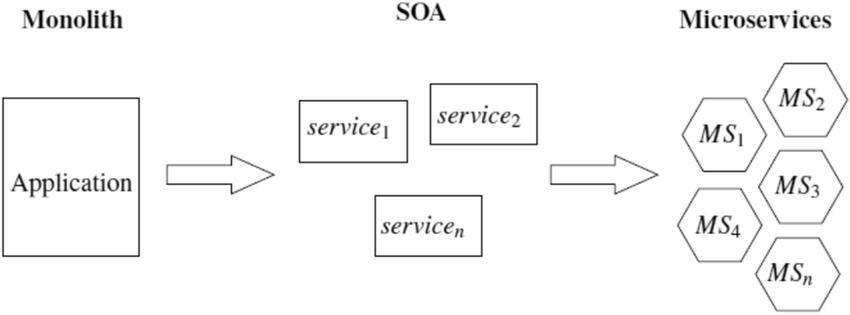 Monolith
SOA
Microservices
Application
service₁
service₂
serviceₙ
MS₁
MS₂
MS₃
MS₄
MSₙ